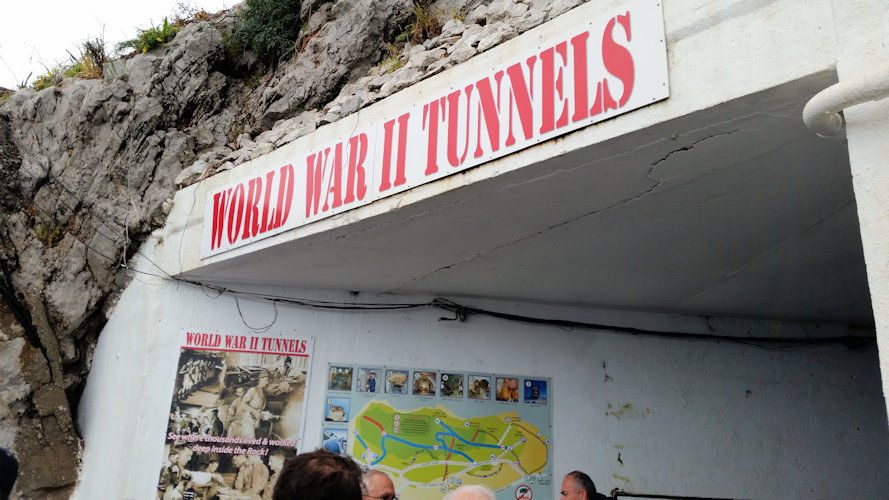 WORLD WAR II TUNNELS
WORLD WAR II TUNNELS
See where thousands lived & worked
deep inside the Rock!